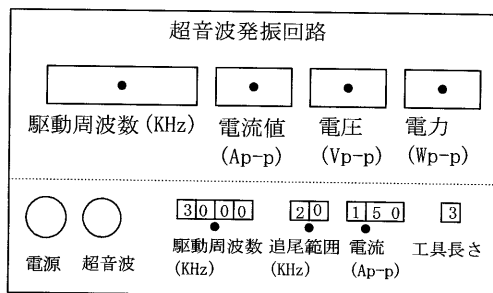 超音波発振回路
駆動周波数(KHz) 電流値(Ap-p) 電圧(Vp-p) 電力(Wp-p)
3000 20 150 3
電源 超音波 駆動周波数(KHz) 追尾範囲(KHz) 電流(Ap-p) 工具長さ